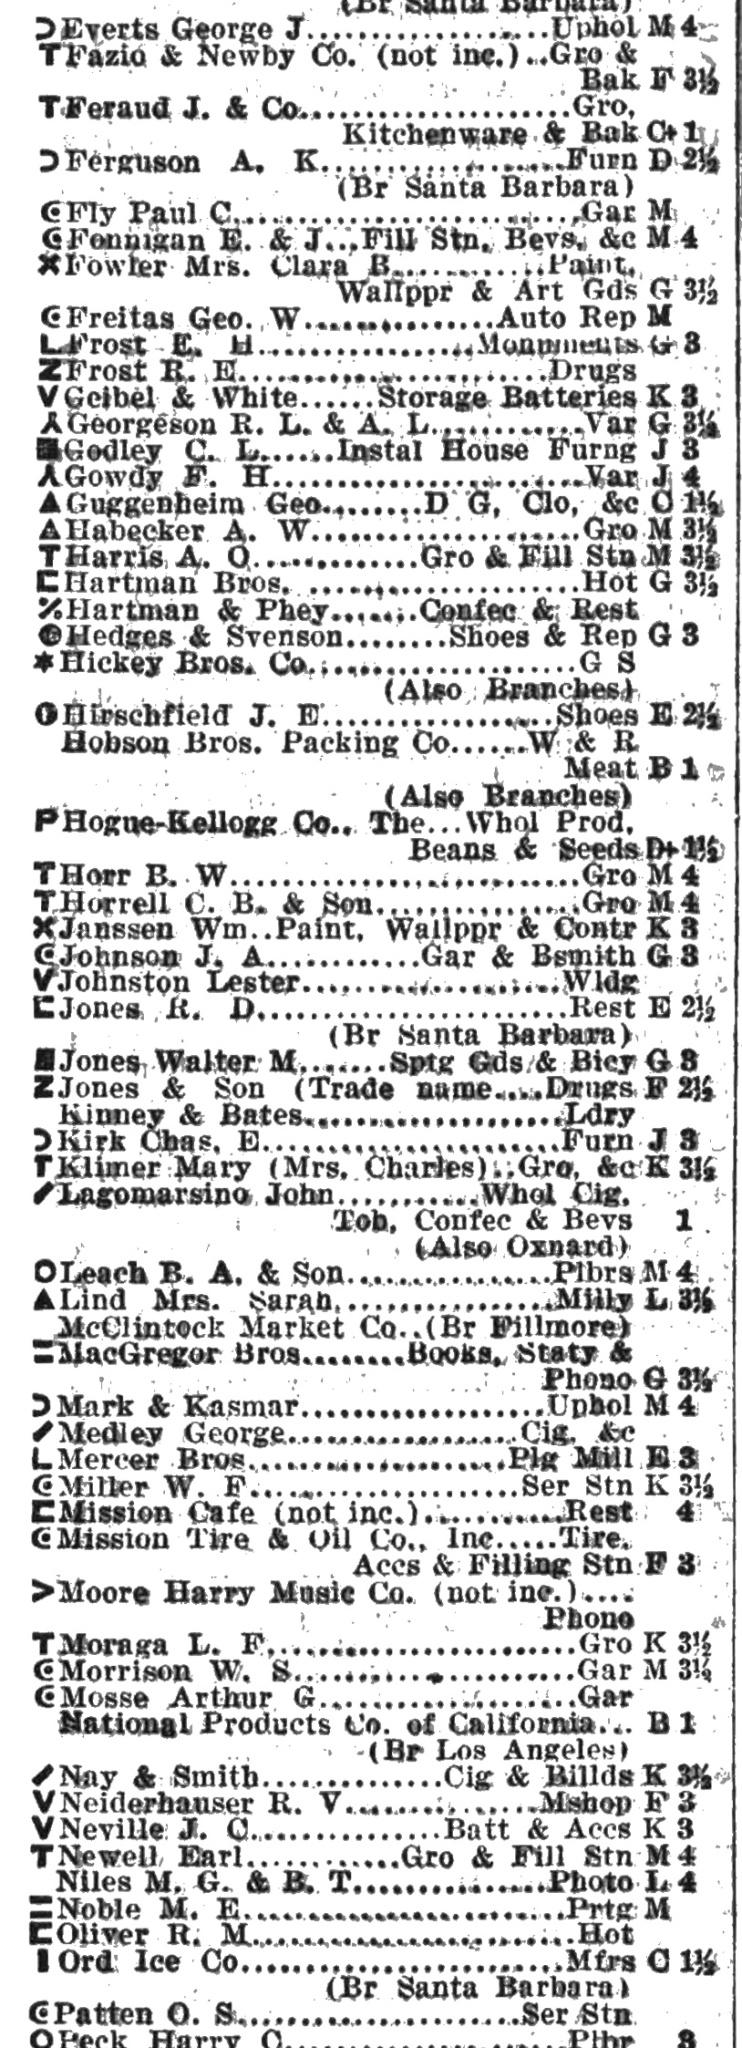 (Br Santa Barbara)
Everts George J....................Uphol M 4
T Fazio & Newby Co. (not inc.)..Gro &
Bak F 3½
T Feraud J. & Co......................Gro,
Kitchenware & Bak C+ 1
Ferguson A. K....................Furn D 2½
(Br Santa Barbara)
Fly Paul C..........................Gar M
Fonnigan E. & J...Fill Stn, Bevs, &c M 4
Fowler Mrs. Clara B...........Paint,
Wallppr & Art Gds G 3½
Freitas Geo. W...............Auto Rep M
L Frost E. H..................Monuments G 3
Z Frost R. E........................Drugs
V Geibel & White......Storage Batteries K 3
Georgeson R. L. & A. L............Var G 3½
Godley C. L......Instal House Furng J 3
Gowdy F. H........................Var J 4
▲ Guggenheim Geo........D G, Clo, &c C 1½
Habecker A. W....................Gro M 3½
T Harris A. O.............Gro & Fill Stn M 3½
Hartman Bros. ...................Hot G 3½
% Hartman & Phey.......Confec & Rest
Hedges & Svenson........Shoes & Rep G 3
* Hickey Bros. Co.....................G S
(Also Branches)
Hirschfield J. E.................Shoes E 2½
Hobson Bros. Packing Co......W & R
Meat B 1
(Also Branches)
P Hogue-Kellogg Co., The...Whol Prod,
Beans & Seeds D+ 1½
T Horr B. W.........................Gro M 4
T Horrell C. B. & Son................Gro M 4
Janssen Wm..Paint, Wallppr & Contr K 3
Johnson J. A............Gar & Bsmith G 3
V Johnston Lester...................Wldg
Jones R. D.......................Rest E 2½
(Br Santa Barbara)
Jones Walter M.......Sptg Gds & Bicy G 3
Z Jones & Son (Trade name.....Drugs F 2½
Kinney & Bates...................Ldry
Kirk Chas. E.....................Furn J 3
T Klimer Mary (Mrs. Charles)..Gro, &c K 3½
Lagomarsino John...........Whol Cig,
Tob, Confec & Bevs 1
(Also Oxnard)
O Leach B. A. & Son...............Plbrs M 4
▲ Lind Mrs. Sarah................Milly L 3½
McClintock Market Co..(Br Fillmore)
= MacGregor Bros........Books, Staty &
Phono G 3½
Mark & Kasmar..................Uphol M 4
Medley George..................Cig, &c
L Mercer Bros...................Plg Mill E 3
Miller W. F....................Ser Stn K 3½
Mission Cafe (not inc.)...........Rest 4
Mission Tire & Oil Co., Inc.....Tire,
Accs & Filling Stn F 3
> Moore Harry Music Co. (not inc.)....
Phono
T Moraga L. F.......................Gro K 3½
Morrison W. S....................Gar M 3½
Mosse Arthur G...................Gar
National Products Co. of California... B 1
(Br Los Angeles)
Nay & Smith..............Cig & Billds K 3½
V Neiderhauser R. V..............Mshop F 3
V Neville J. C...............Batt & Accs K 3
T Newell Earl............Gro & Fill Stn M 4
Niles M. G. & B. T..............Photo L 4
= Noble M. E......................Prtg M
Oliver R. M.......................Hot
Ord Ice Co.......................Mfrs C 1½
(Br Santa Barbara)
Patten O. S....................Ser Stn
O Peck Harry C...................Plbr 3